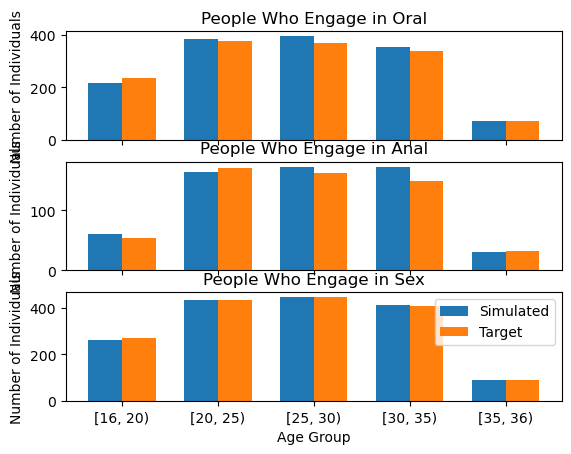 People Who Engage in Oral
Number of Individuals
400
200
0
People Who Engage in Anal
Number of Individuals
100
0
People Who Engage in Sex
Number of Individuals
400
200
0
Simulated
Target
[16, 20)
[20, 25)
[25, 30)
[30, 35)
[35, 36)
Age Group